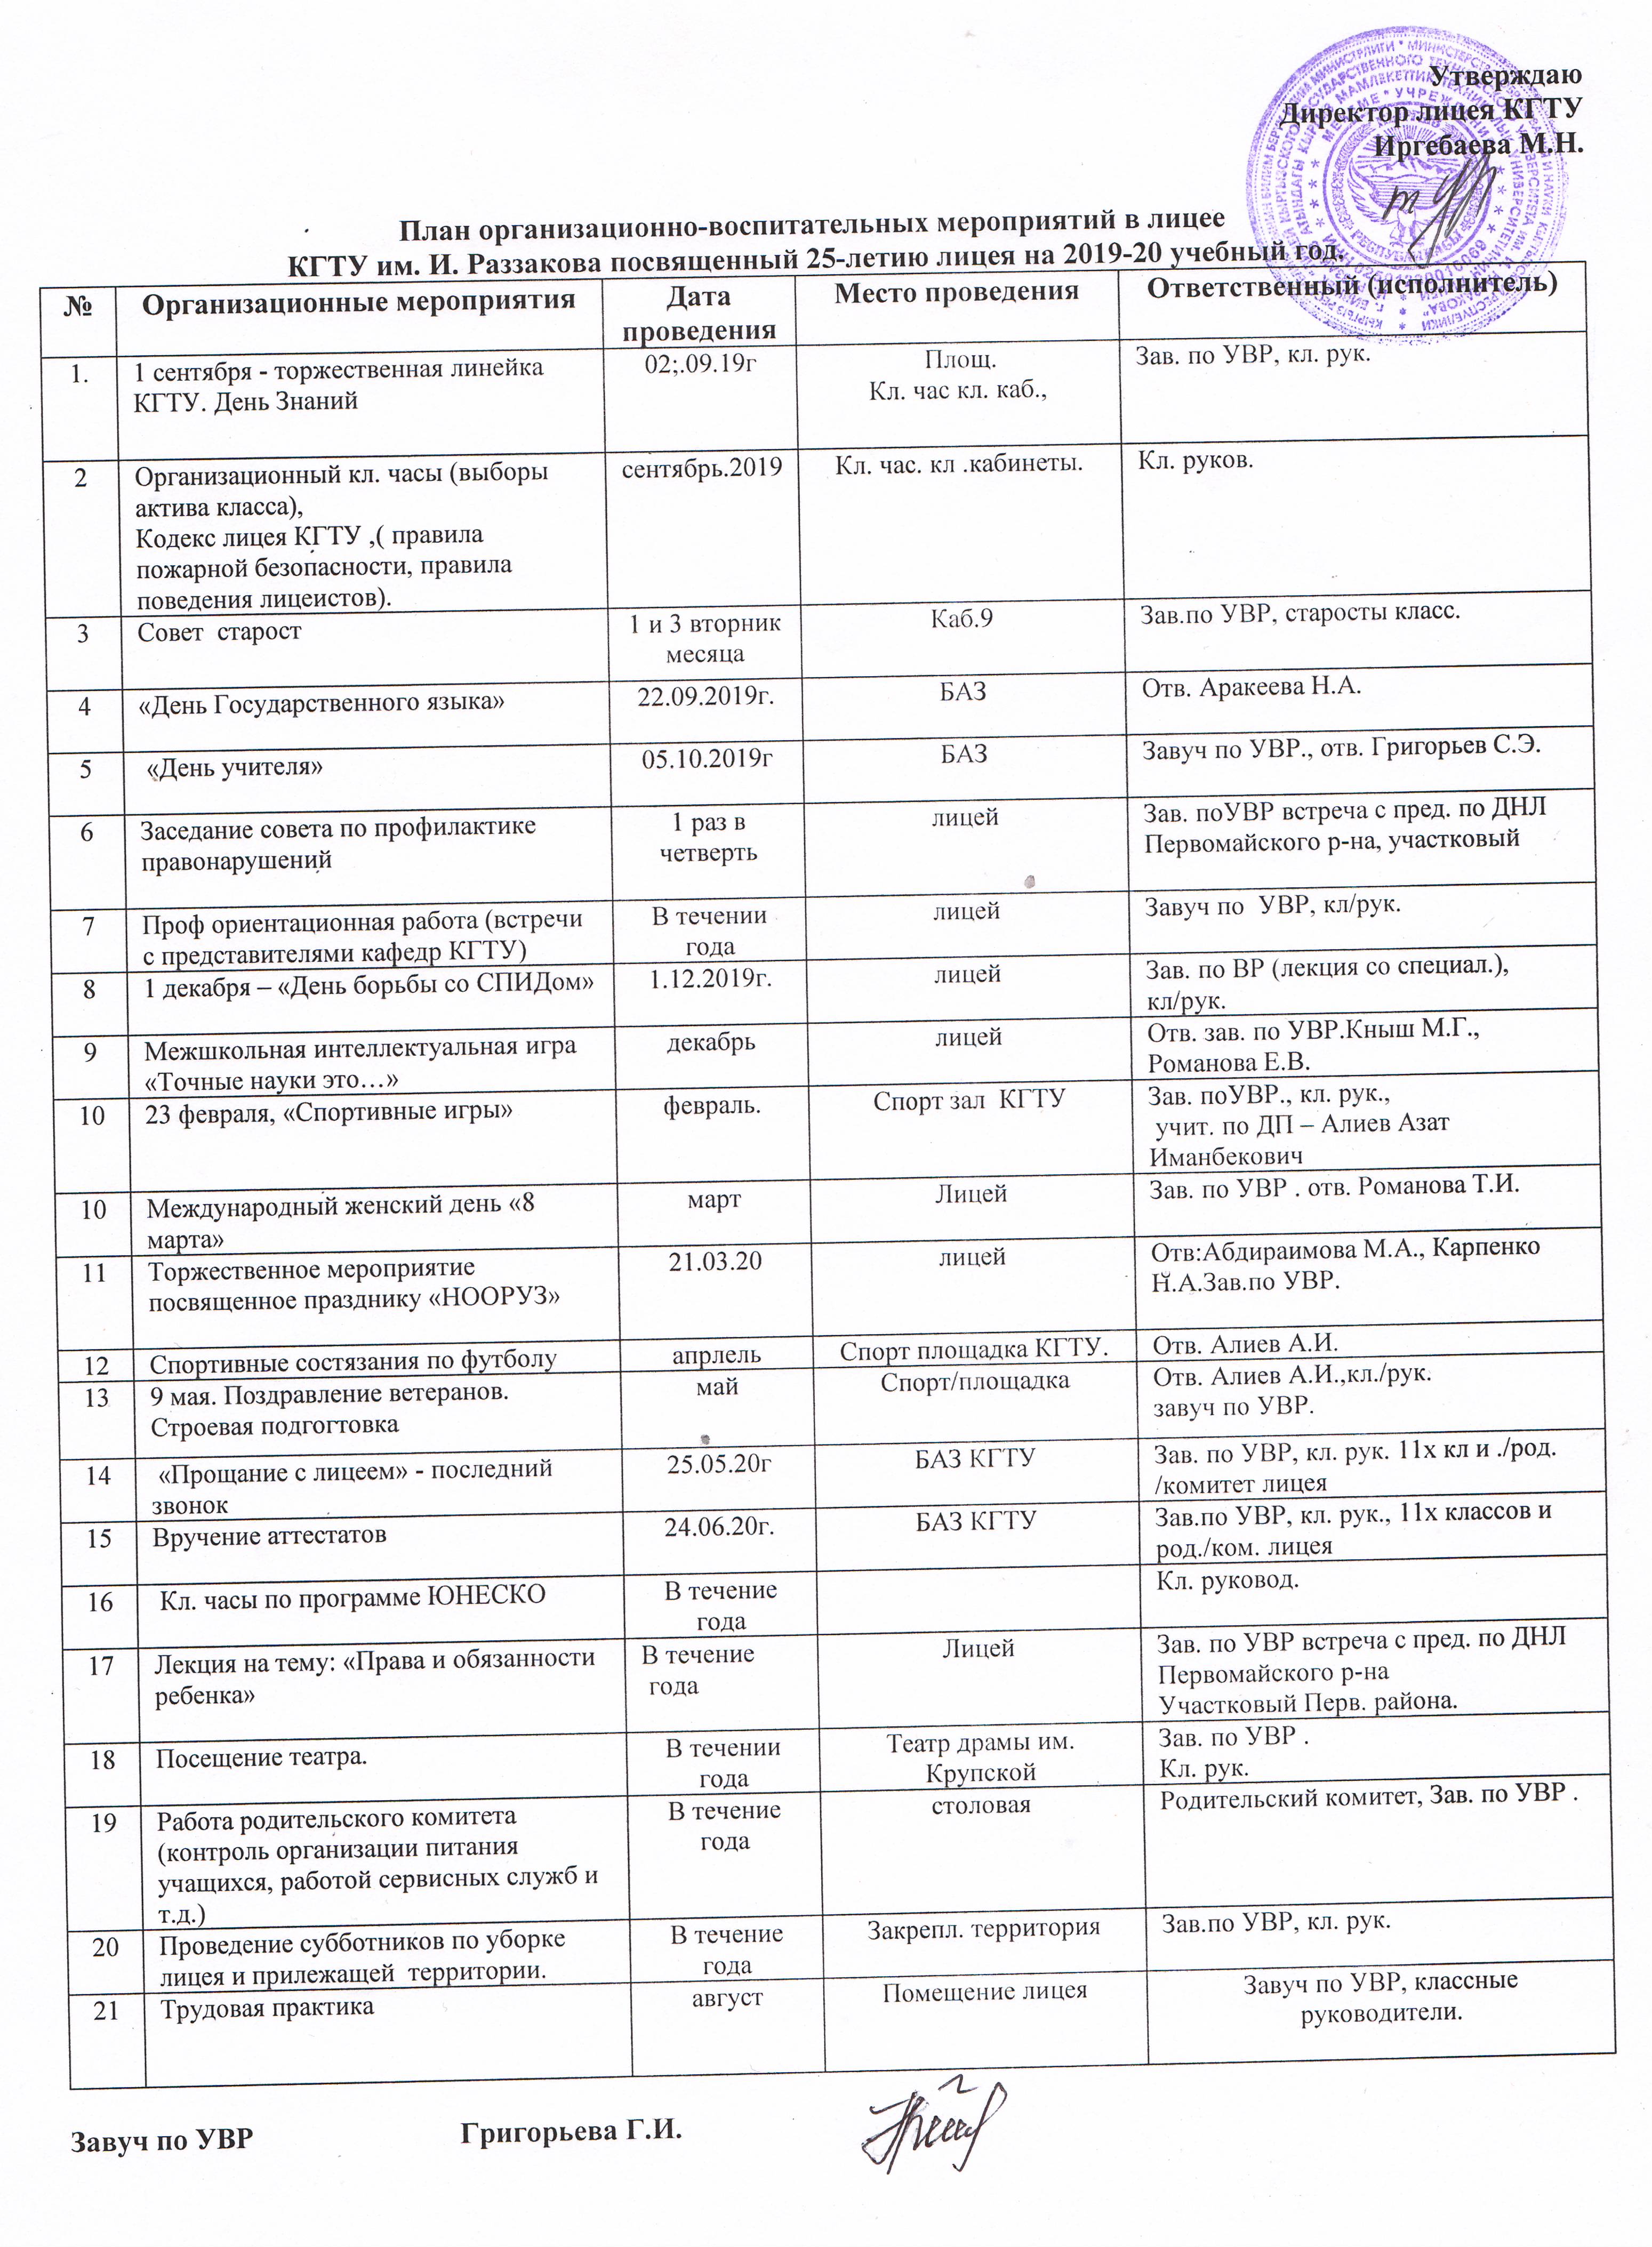 Утверждаю
Директор лицея КГТУ
Иргебаева М.Н.
План организационно-воспитательных мероприятий в лицее
КГТУ им. И. Раззакова посвященный 25-летию лицея на 2019-20 учебный год.
№ Организационные мероприятия Дата проведения Место проведения Ответственный (исполнитель)
1. 1 сентября - торжественная линейка 02;.09.19г Площ. Зав. по УВР, кл. рук.
КГТУ. День Знаний Кл. час кл. каб.,
2 Организационный кл. часы (выборы сентябрь.2019 Кл. час. кл .кабинеты. Кл. руков.
актива класса),
Кодекс лицея КГТУ ,( правила
пожарной безопасности, правила
поведения лицеистов).
3 Совет старост 1 и 3 вторник Каб.9 Зав.по УВР, старосты класс.
месяца
4 «День Государственного языка» 22.09.2019г. БАЗ Отв. Аракеева Н.А.
5 «День учителя» 05.10.2019г БАЗ Завуч по УВР., отв. Григорьев С.Э.
6 Заседание совета по профилактике 1 раз в лицей Зав. поУВР встреча с пред. по ДНЛ
правонарушений четверть Первомайского р-на, участковый
7 Проф ориентационная работа (встречи В течении лицей Завуч по УВР, кл/рук.
с представителями кафедр КГТУ) года
8 1 декабря – «День борьбы со СПИДом» 1.12.2019г. лицей Зав. по ВР (лекция со специал.),
кл/рук.
9 Межшкольная интеллектуальная игра декабрь лицей Отв. зав. по УВР.Кныш М.Г.,
«Точные науки это…» Романова Е.В.
10 23 февраля, «Спортивные игры» февраль. Спорт зал КГТУ Зав. поУВР., кл. рук.,
учит. по ДП – Алиев Азат
Иманбекович
10 Международный женский день «8 март Лицей Зав. по УВР . отв. Романова Т.И.
марта»
11 Торжественное мероприятие 21.03.20 лицей Отв:Абдираимова М.А., Карпенко
посвященное празднику «НООРУЗ» Н.А.Зав.по УВР.
12 Спортивные состязания по футболу апрлель Спорт площадка КГТУ. Отв. Алиев А.И.
13 9 мая. Поздравление ветеранов. май Спорт/площадка Отв. Алиев А.И.,кл./рук.
Строевая подгогтовка завуч по УВР.
14 «Прощание с лицеем» - последний 25.05.20г БАЗ КГТУ Зав. по УВР, кл. рук. 11х кл и ./род.
звонок /комитет лицея
15 Вручение аттестатов 24.06.20г. БАЗ КГТУ Зав.по УВР, кл. рук., 11х классов и
род./ком. лицея
16 Кл. часы по программе ЮНЕСКО В течение Кл. руковод.
года
17 Лекция на тему: «Права и обязанности В течение Лицей Зав. по УВР встреча с пред. по ДНЛ
ребенка» года Первомайского р-на
Участковый Перв. района.
18 Посещение театра. В течении Театр драмы им. Зав. по УВР .
года Крупской Кл. рук.
19 Работа родительского комитета В течение столовая Родительский комитет, Зав. по УВР .
(контроль организации питания года
учащихся, работой сервисных служб и
т.д.)
20 Проведение субботников по уборке В течение Закрепл. территория Зав.по УВР, кл. рук.
лицея и прилежащей территории. года
21 Трудовая практика август Помещение лицея Завуч по УВР, классные
руководители.
Завуч по УВР Григорьева Г.И.